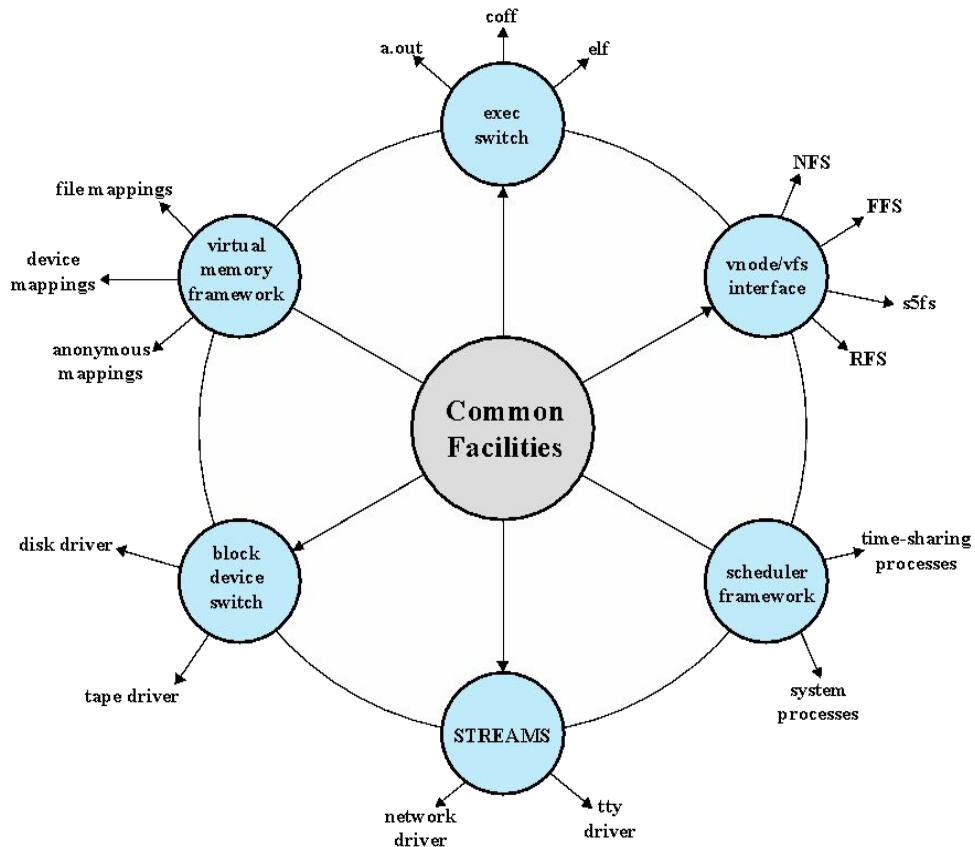 coff
a.out
elf
exec
switch
NFS
FFS
s5fs
RFS
vnode/vfs
interface
file mappings
device
mappings
anonymous
mappings
virtual
memory
framework
Common
Facilities
disk driver
tape driver
block
device
switch
time-sharing
processes
system
processes
scheduler
framework
STREAMS
network
driver
tty
driver